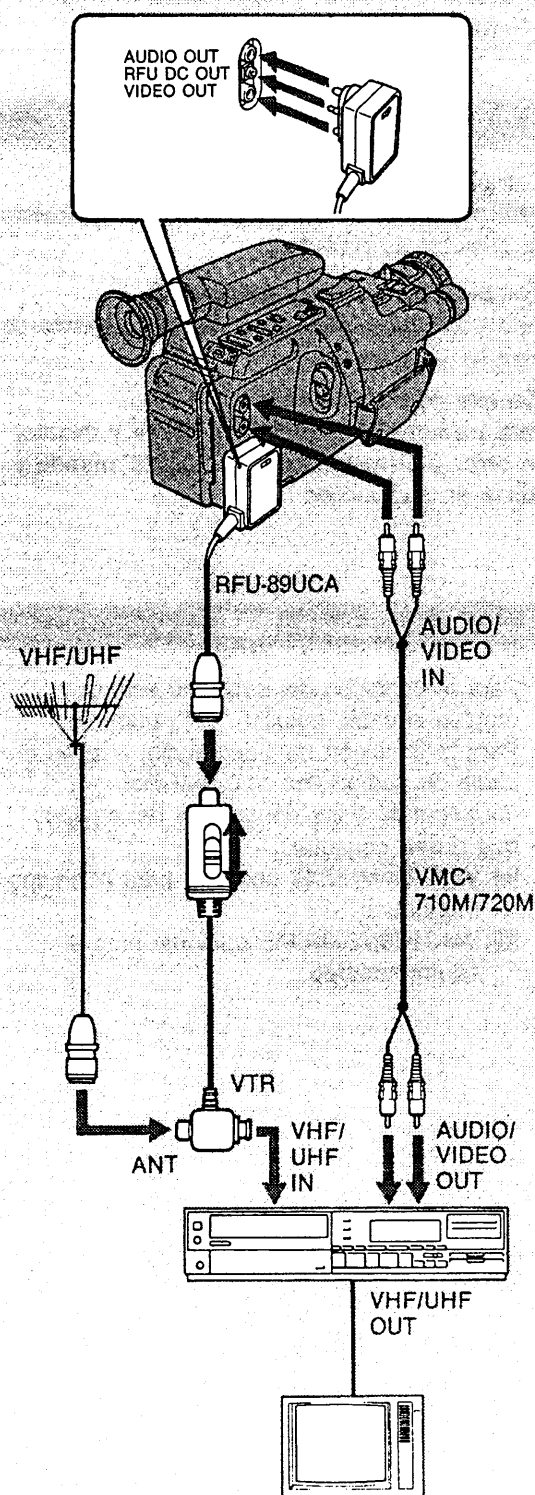 AUDIO OUT
RFU DC OUT
VIDEO OUT
RFU-89UCA
AUDIO/
VIDEO
IN
VHF/UHF
VMC-
710M/720M
VTR
ANT
VHF/
UHF
IN
AUDIO/
VIDEO
OUT
VHF/UHF
OUT